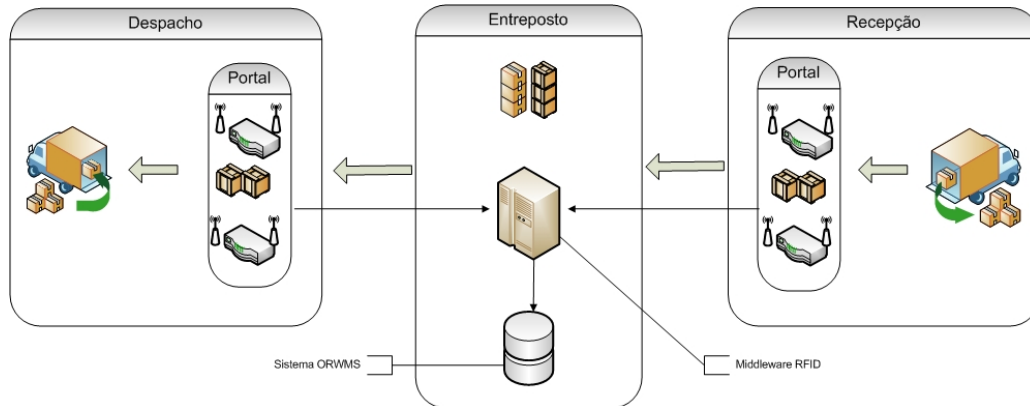 Despacho
Entreposto
Recepção
Portal
Portal
Sistema ORWMS
Middleware RFID